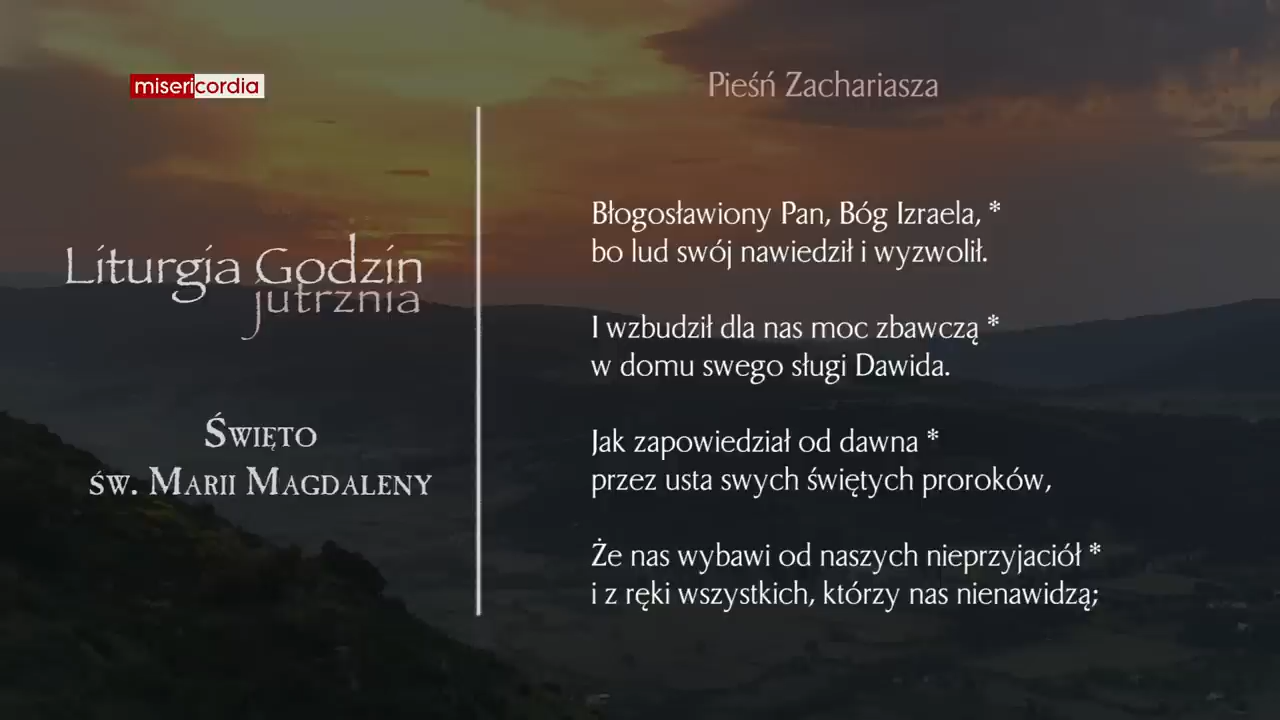 misericordia
Liturgia Godzin
jutrznia
Święto
św. Marii Magdaleny
Pieśń Zachariasza
Błogosławiony Pan, Bóg Izraela, *
bo lud swój nawiedził i wyzwolił.
I wzbudził dla nas moc zbawczą *
w domu swego sługi Dawida.
Jak zapowiedział od dawna *
przez usta swych świętych proroków,
Że nas wybawi od naszych nieprzyjaciół *
i z ręki wszystkich, którzy nas nienawidzą;